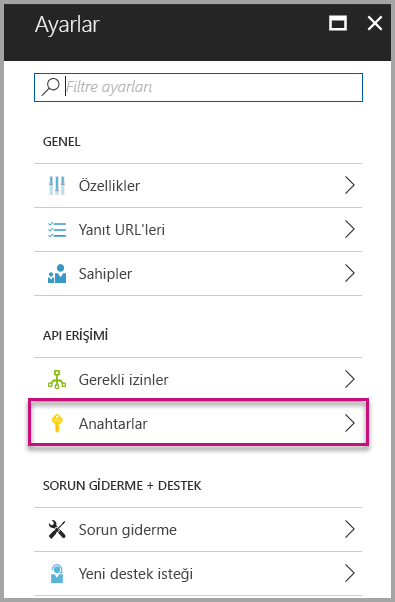 Ayarlar
Filtre ayarları
GENEL
Özellikler
Yanıt URL'leri
Sahipler
API ERİŞİMİ
Gerekli izinler
Anahtarlar
SORUN GİDERME + DESTEK
Sorun giderme
Yeni destek isteği